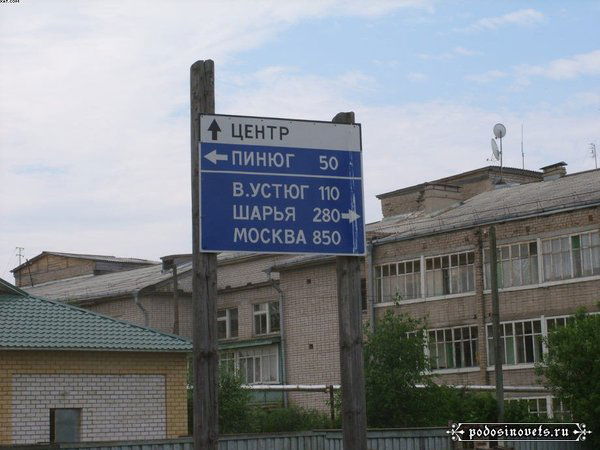 ЦЕНТР
ПИНЮГ 50
В.УСТЮГ 110
ШАРЬЯ 280
МОСКВА 850
podosinovets.ru